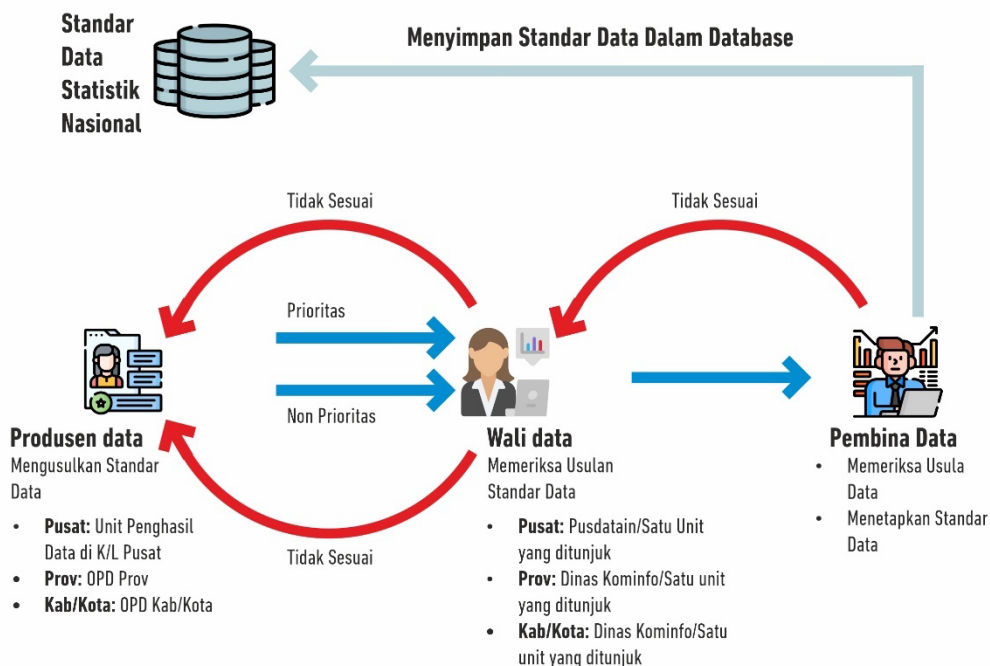 Standar
Data
Statistik
Nasional
Menyimpan Standar Data Dalam Database
Tidak Sesuai
Tidak Sesuai
Prioritas
Non Prioritas
Produsen data
Mengusulkan Standar
Data
• Pusat: Unit Penghasil
Data di K/L Pusat
• Prov: OPD Prov
• Kab/Kota: OPD Kab/Kota
Tidak Sesuai
Wali data
Memeriksa Usulan
Standar Data
• Pusat: Pusdatain/Satu Unit
yang ditunjuk
• Prov: Dinas Kominfo/Satu unit
yang ditunjuk
• Kab/Kota: Dinas Kominfo/Satu
unit yang ditunjuk
Pembina Data
• Memeriksa Usula
Data
• Menetapkan Standar
Data